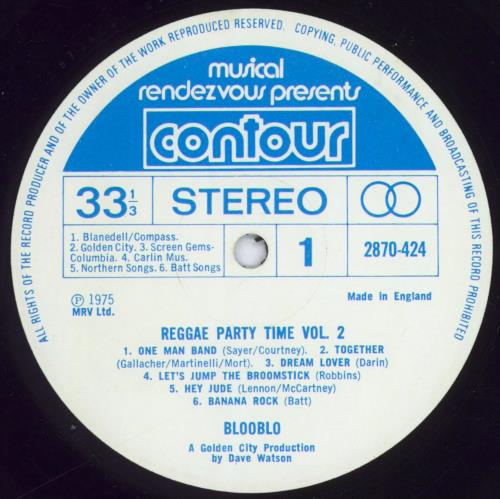 ALL RIGHTS OF THE RECORD PRODUCER AND OF THE OWNER OF THE WORK REPRODUCED RESERVED. COPYING, PUBLIC PERFORMANCE AND BROADCASTING OF THIS RECORD PROHIBITED
musical
rendezvous presents
contour
33 1/3 STEREO
1. Blanedell/Compass.
2. Golden City. 3. Screen Gems-
Columbia. 4. Carlin Mus.
5. Northern Songs. 6. Batt Songs
1
2870-424
Ⓟ 1975
MRV Ltd.
Made in England
REGGAE PARTY TIME VOL. 2
1. ONE MAN BAND (Sayer/Courtney). 2. TOGETHER
(Gallacher/Martinelli/Mort). 3. DREAM LOVER (Darin)
4. LET'S JUMP THE BROOMSTICK (Robbins)
5. HEY JUDE (Lennon/McCartney)
6. BANANA ROCK (Batt)
BLOOBLO
A Golden City Production
by Dave Watson